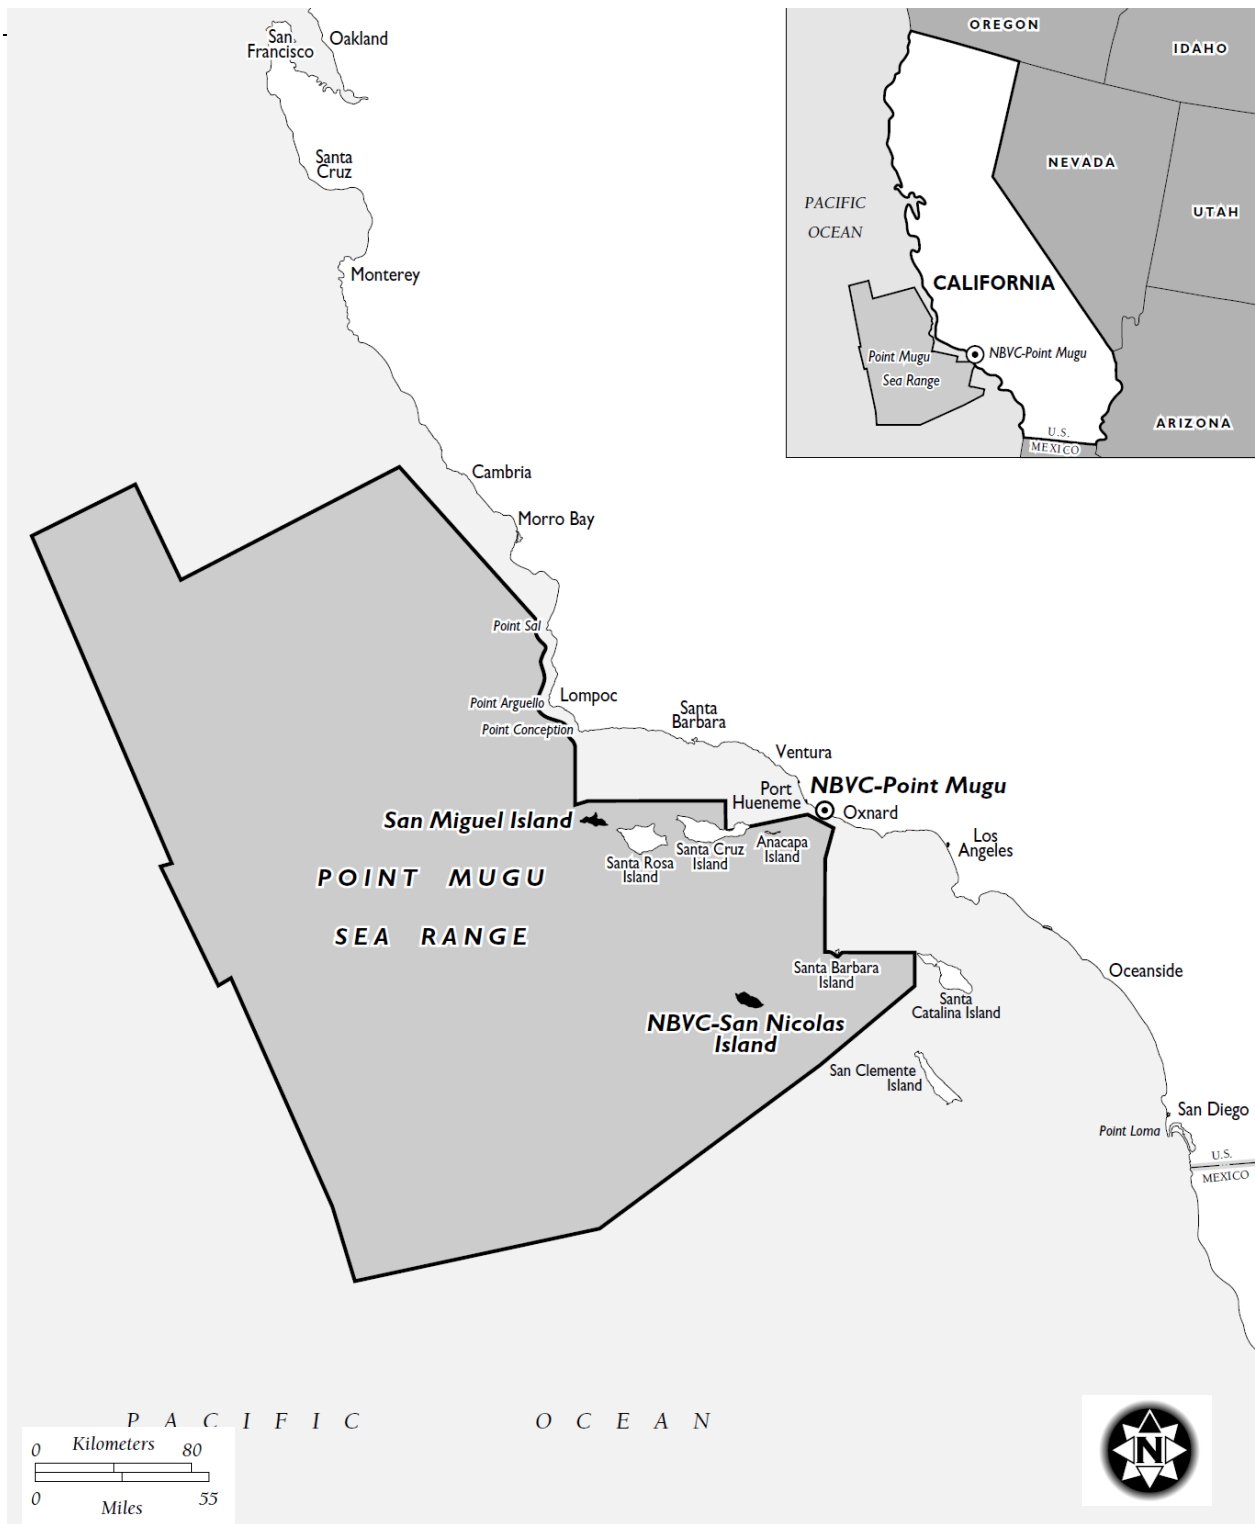 San
Francisco
Oakland
Santa
Cruz
Monterey
Cambria
Morro Bay
Point Sal
Point Arguello
Lompoc
Point Conception
Santa
Barbara
Ventura
Port
Hueneme
NBVC-Point Mugu
Oxnard
Los
Angeles
San Miguel Island
Santa Rosa
Island
Santa Cruz
Island
Anacapa
Island
POINT MUGU
SEA RANGE
Santa Barbara
Island
Santa
Catalina Island
Oceanside
NBVC-San Nicolas
Island
San Clemente
Island
San Diego
Point Loma
U.S.
MEXICO
PACIFIC OCEAN
0 Kilometers 80
0 Miles 55
N
OREGON
IDAHO
NEVADA
UTAH
PACIFIC
OCEAN
CALIFORNIA
Point Mugu
Sea Range
NBVC-Point Mugu
ARIZONA
U.S.
MEXICO